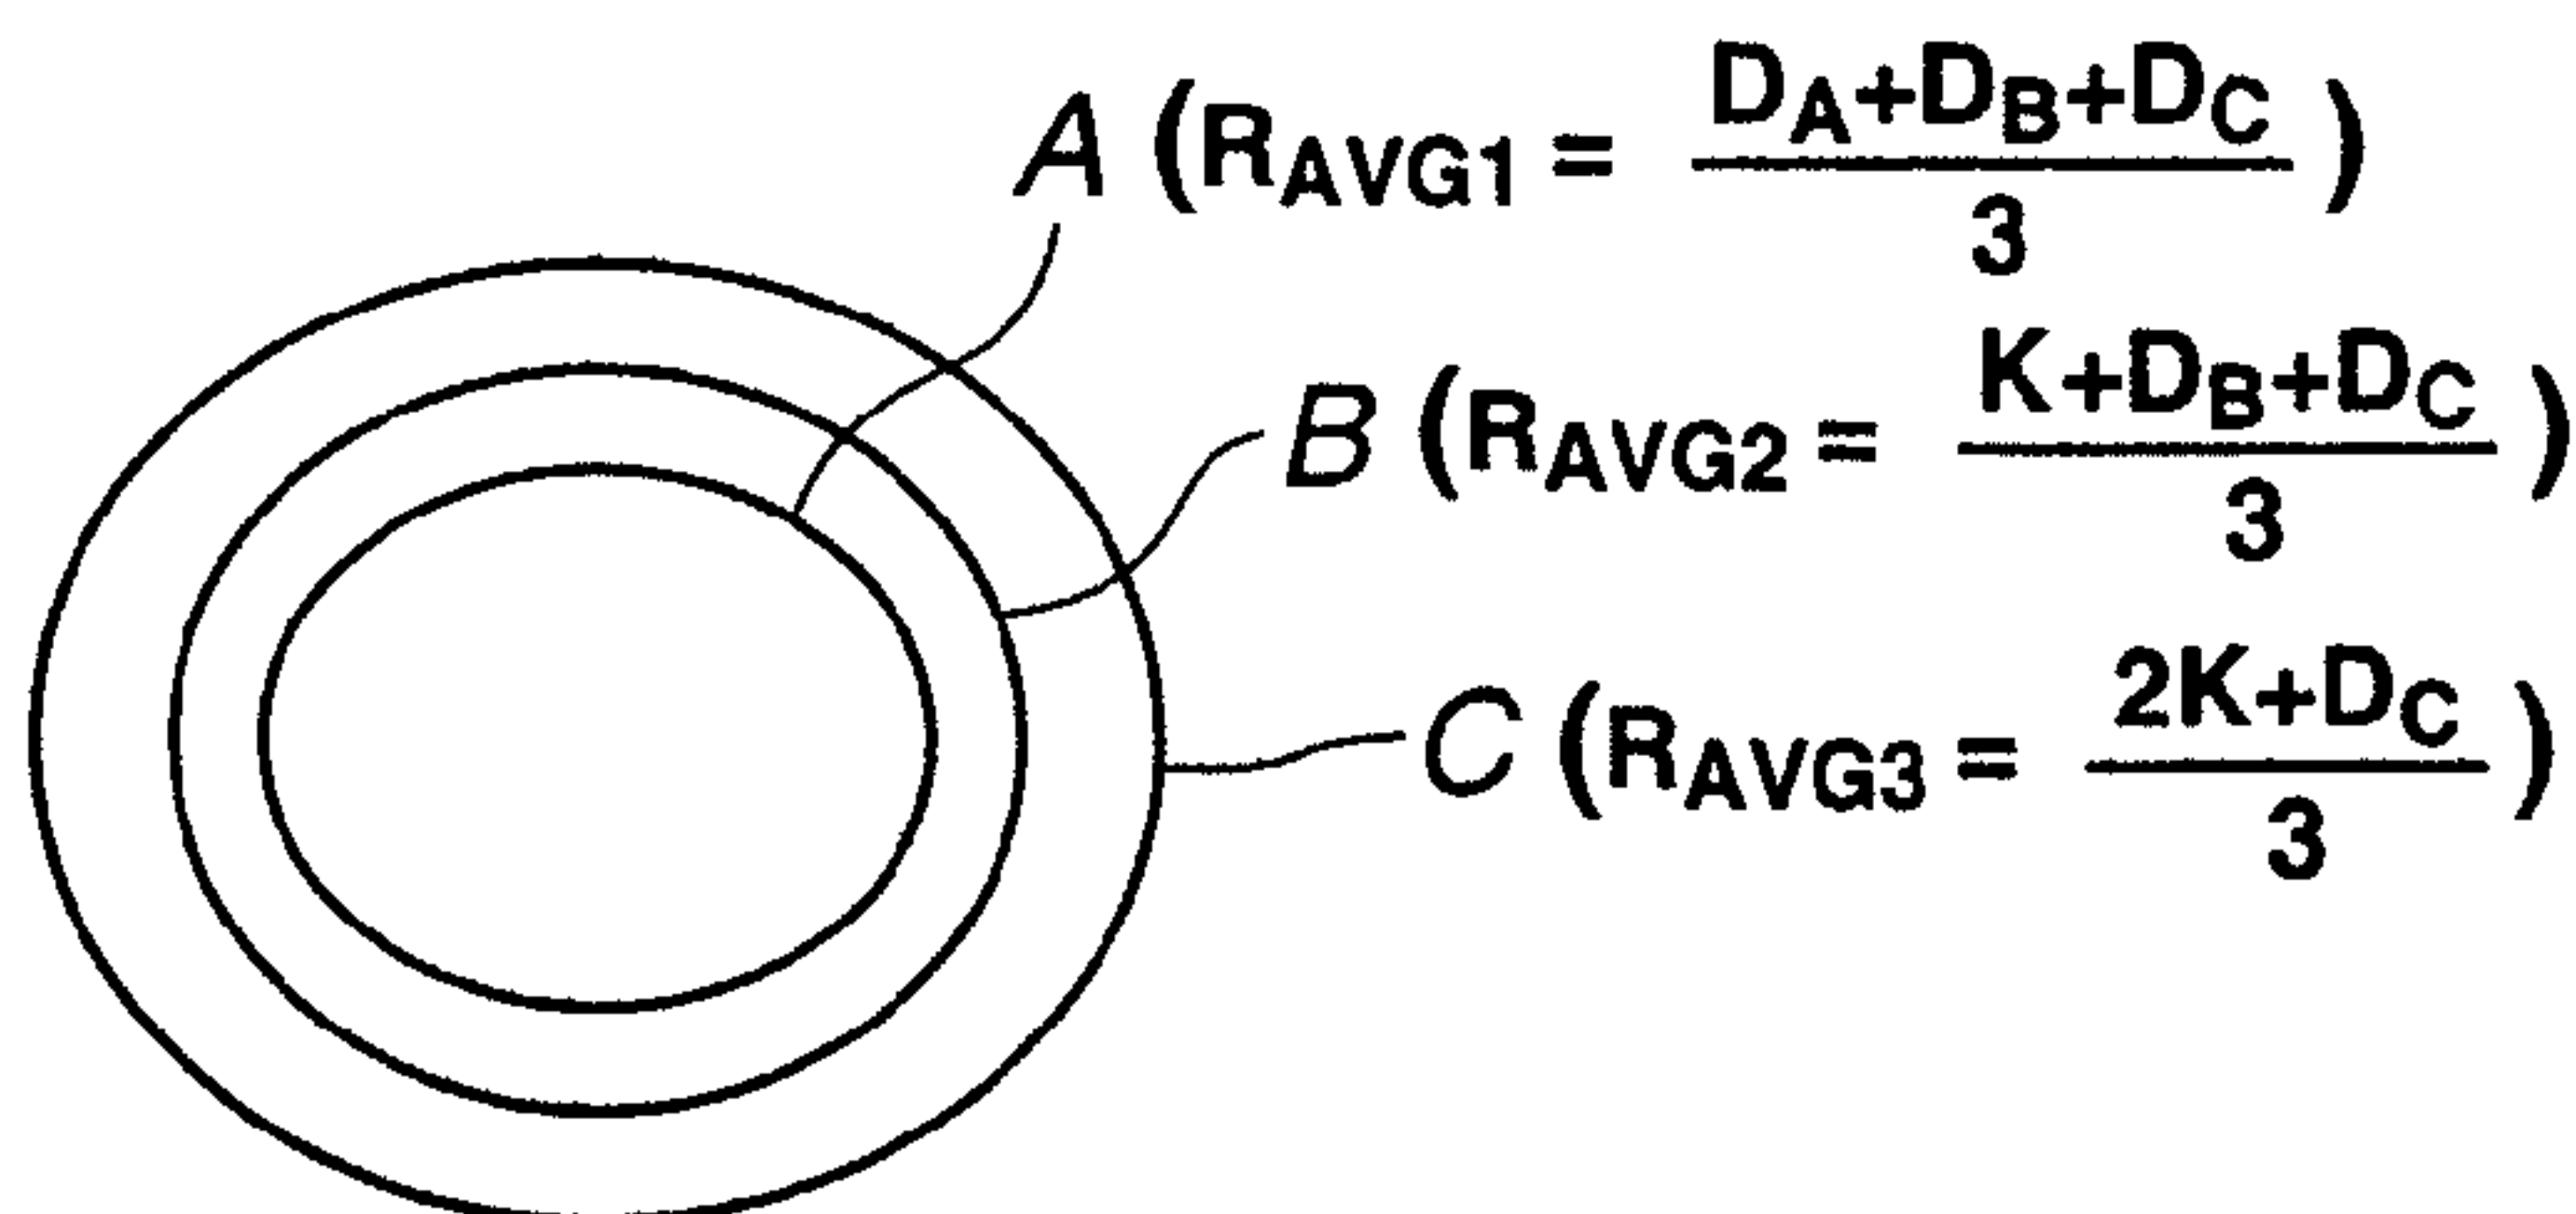 A (RAVG1 = DA+DB+DC / 3)
B (RAVG2 = K+DB+DC / 3)
C (RAVG3 = 2K+DC / 3)